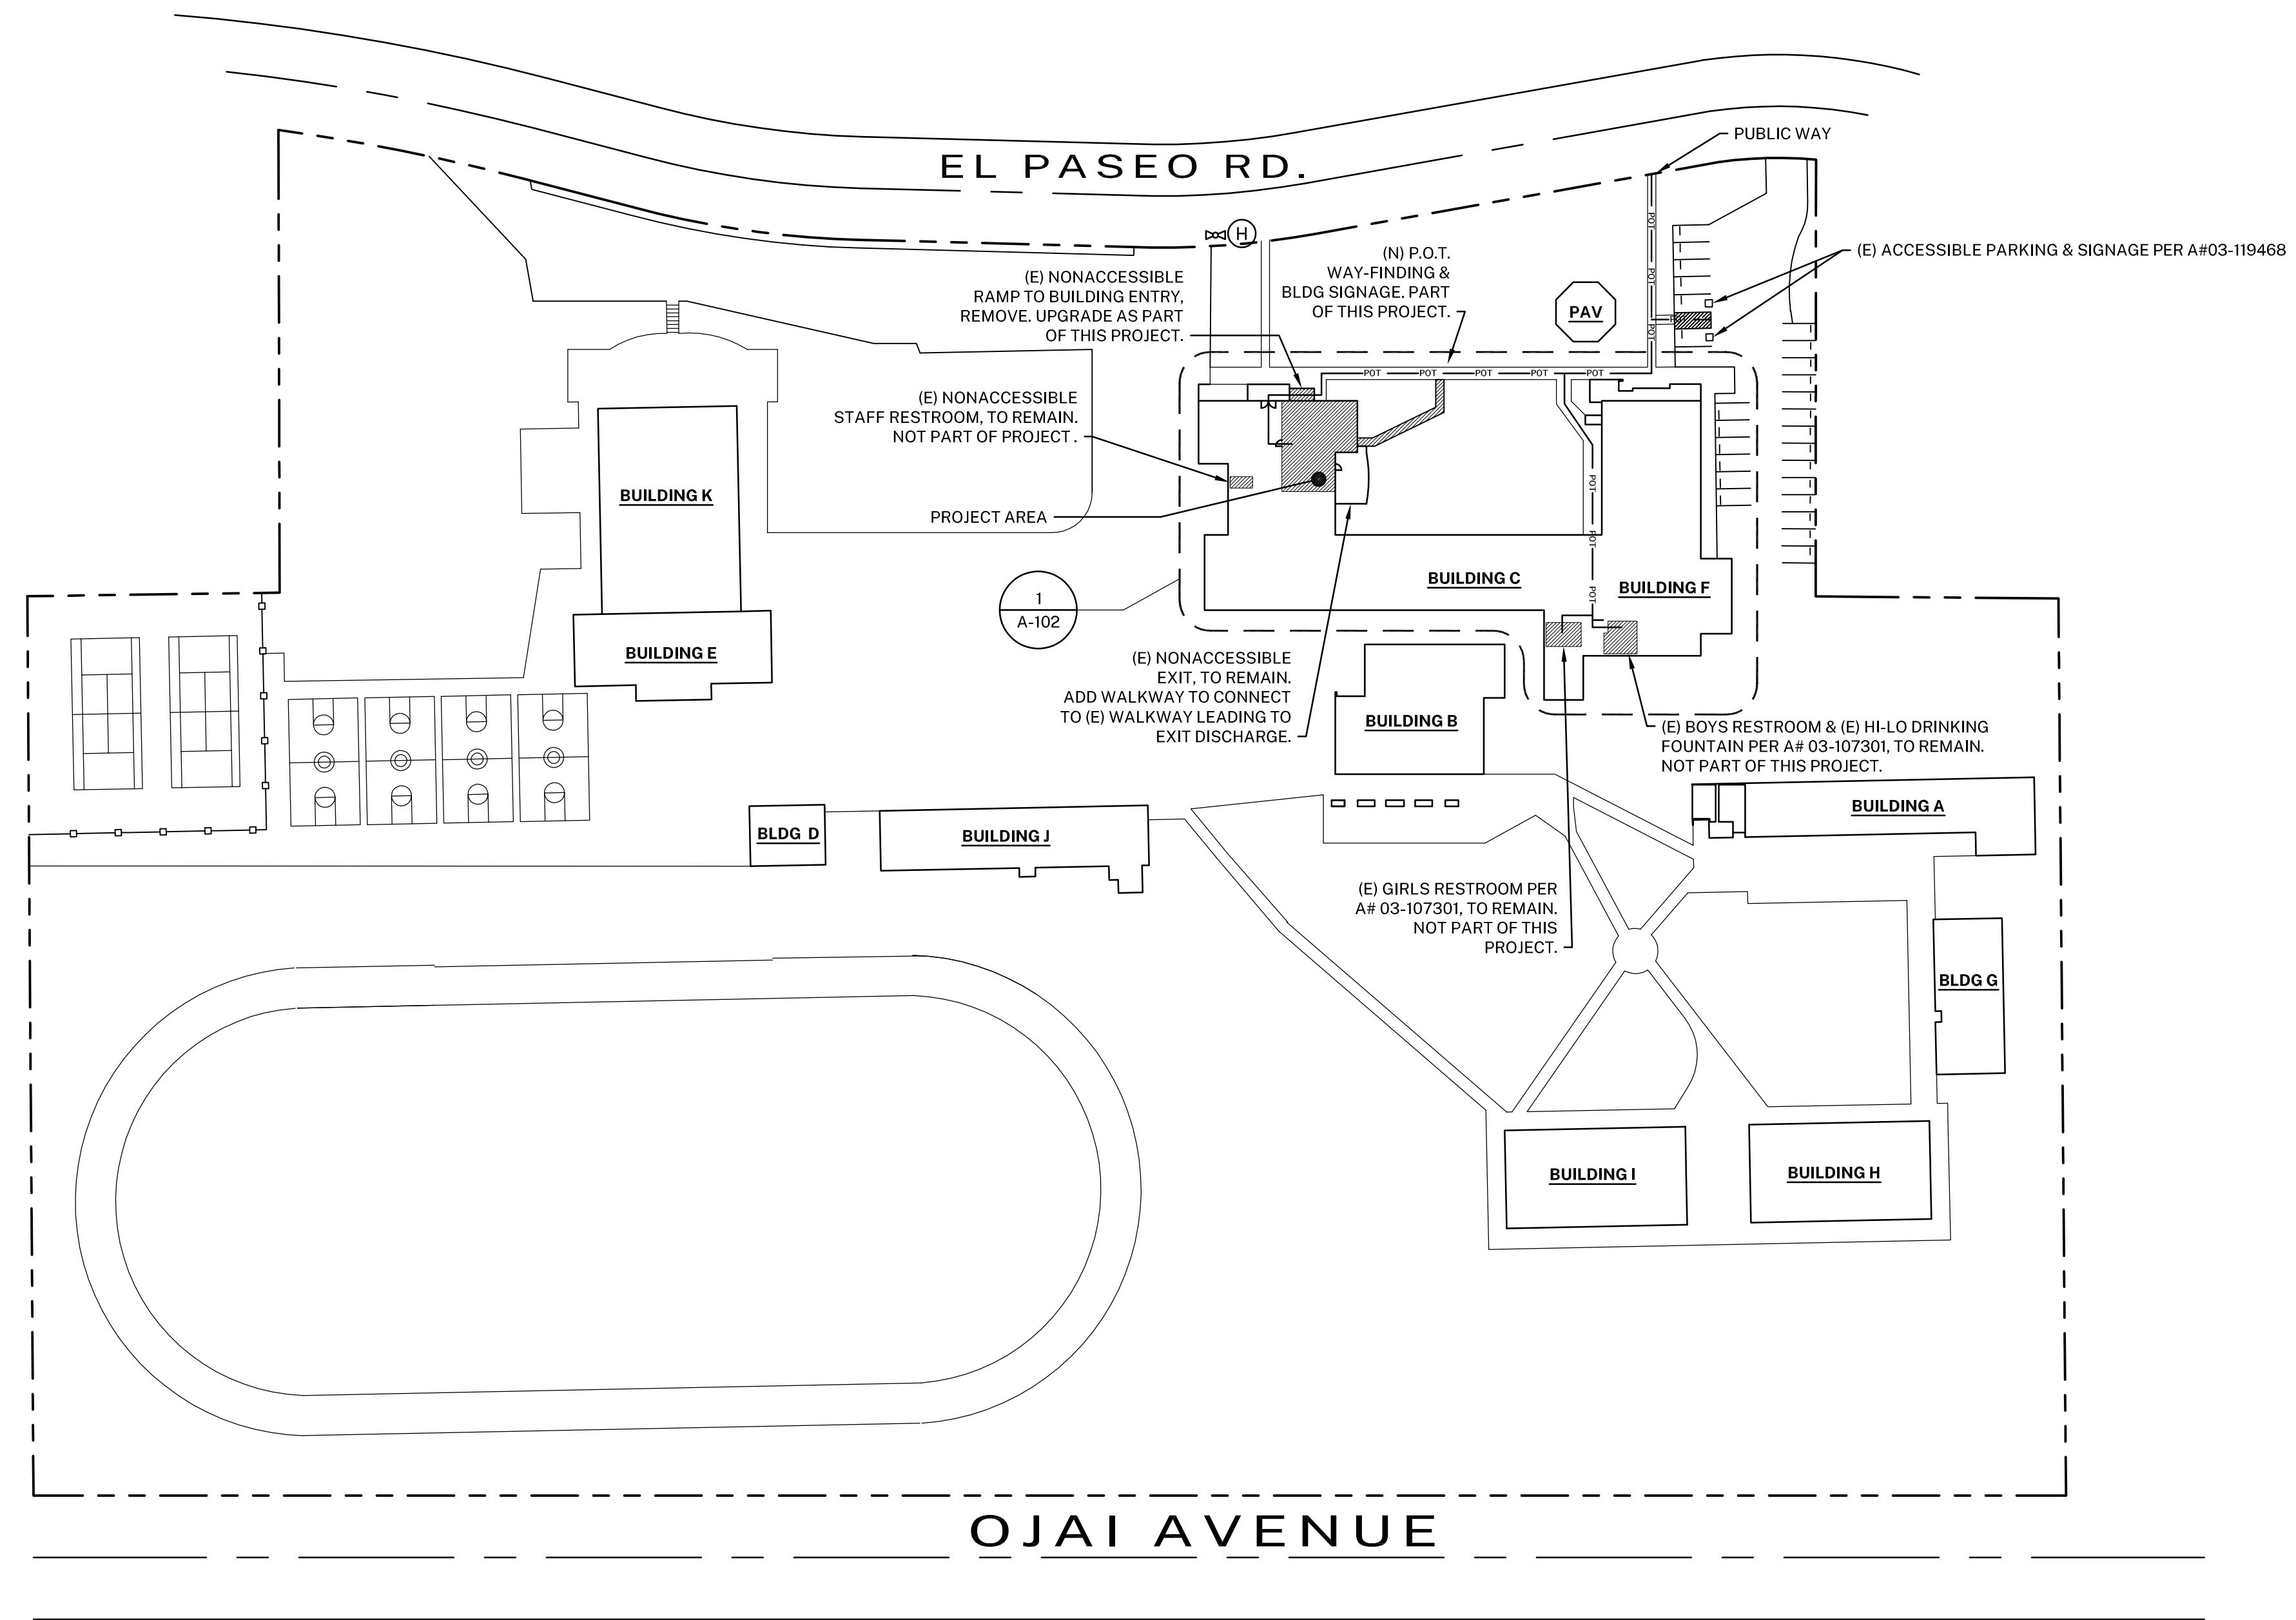 EL PASEO RD.
PUBLIC WAY
(E) ACCESSIBLE PARKING & SIGNAGE PER A#03-119468
H
(N) P.O.T.
WAY-FINDING &
BLDG SIGNAGE. PART
OF THIS PROJECT.
(E) NONACCESSIBLE
RAMP TO BUILDING ENTRY,
REMOVE. UPGRADE AS PART
OF THIS PROJECT.
PAV
POT
POT
POT
POT POT POT POT POT
(E) NONACCESSIBLE
STAFF RESTROOM, TO REMAIN.
NOT PART OF PROJECT .
PROJECT AREA
POT
POT
POT
BUILDING K
BUILDING C
BUILDING F
1
A-102
BUILDING E
(E) NONACCESSIBLE
EXIT, TO REMAIN.
ADD WALKWAY TO CONNECT
TO (E) WALKWAY LEADING TO
EXIT DISCHARGE.
BUILDING B
(E) BOYS RESTROOM & (E) HI-LO DRINKING
FOUNTAIN PER A# 03-107301, TO REMAIN.
NOT PART OF THIS PROJECT.
BUILDING A
BLDG D
BUILDING J
(E) GIRLS RESTROOM PER
A# 03-107301, TO REMAIN.
NOT PART OF THIS
PROJECT.
BLDG G
BUILDING I
BUILDING H
OJAI AVENUE